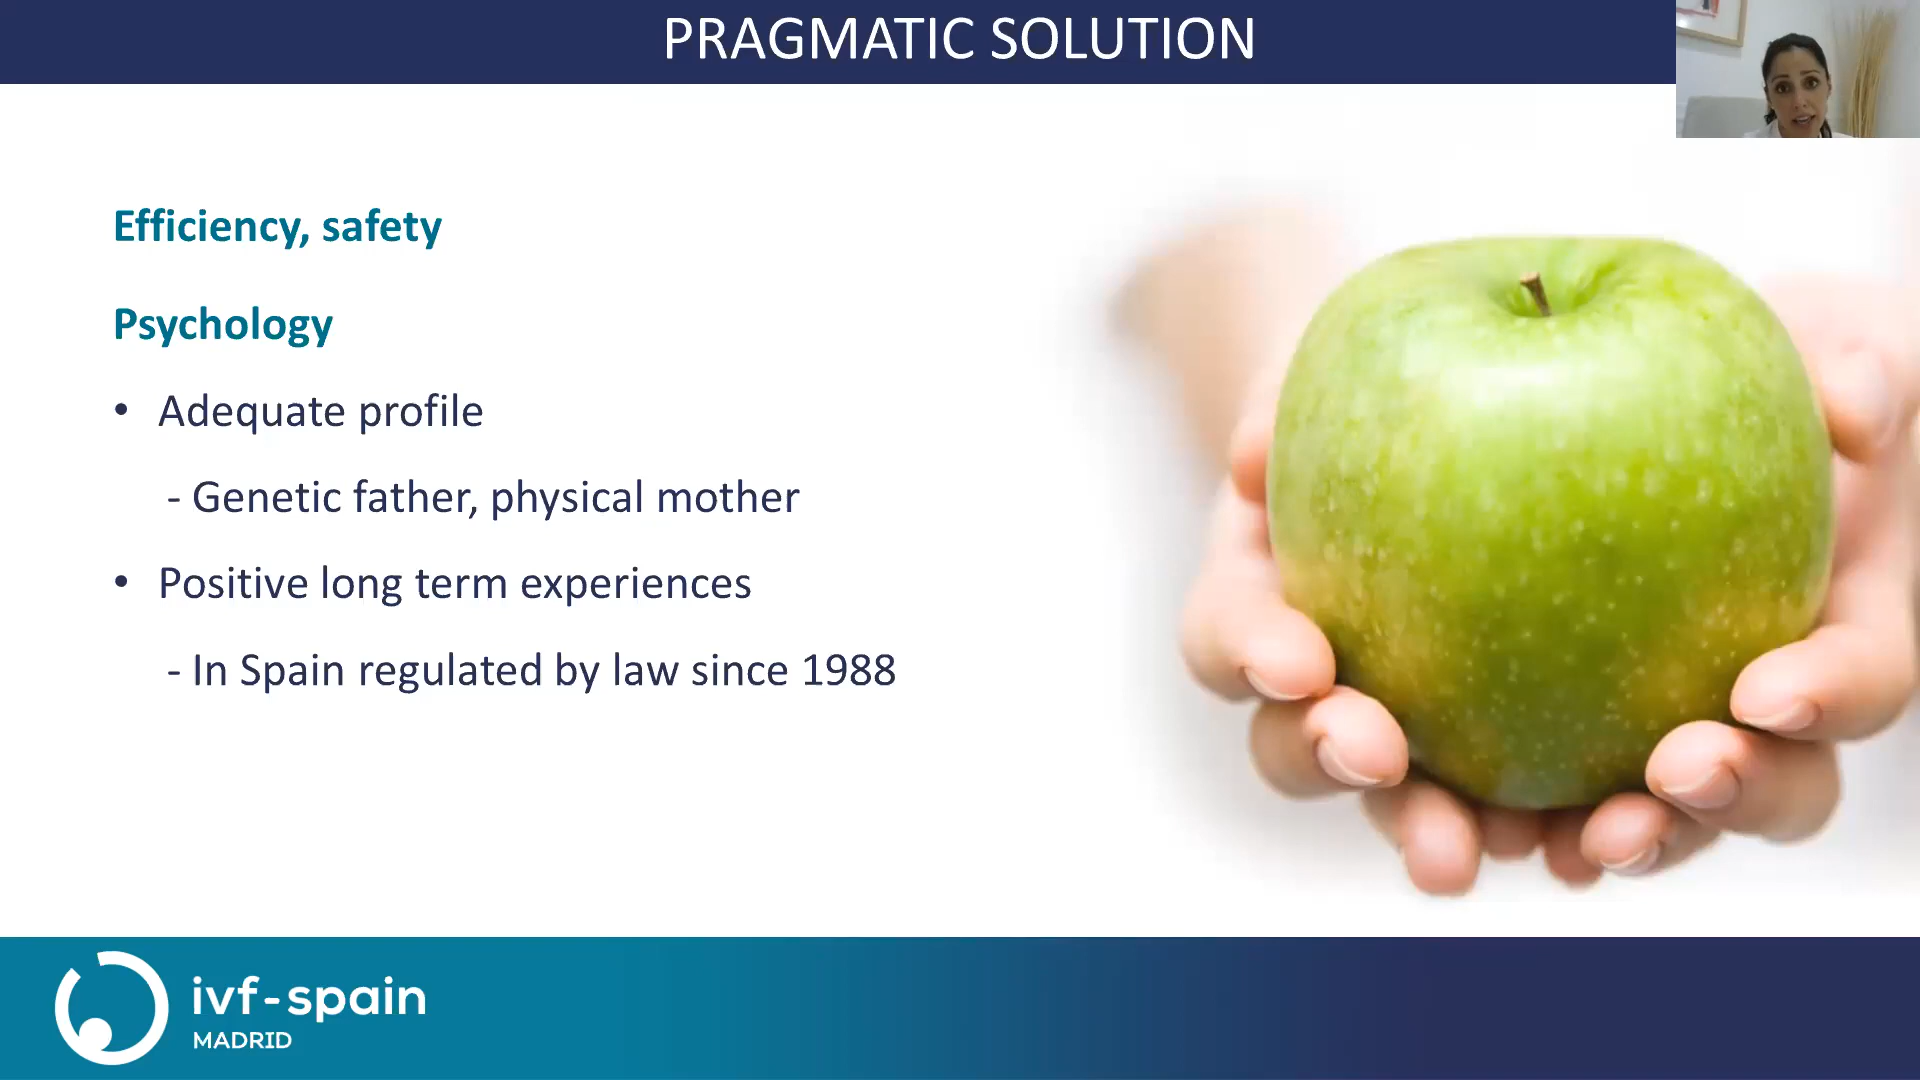 PRAGMATIC SOLUTION
Efficiency, safety
Psychology
• Adequate profile
- Genetic father, physical mother
• Positive long term experiences
- In Spain regulated by law since 1988
ivf-spain
MADRID